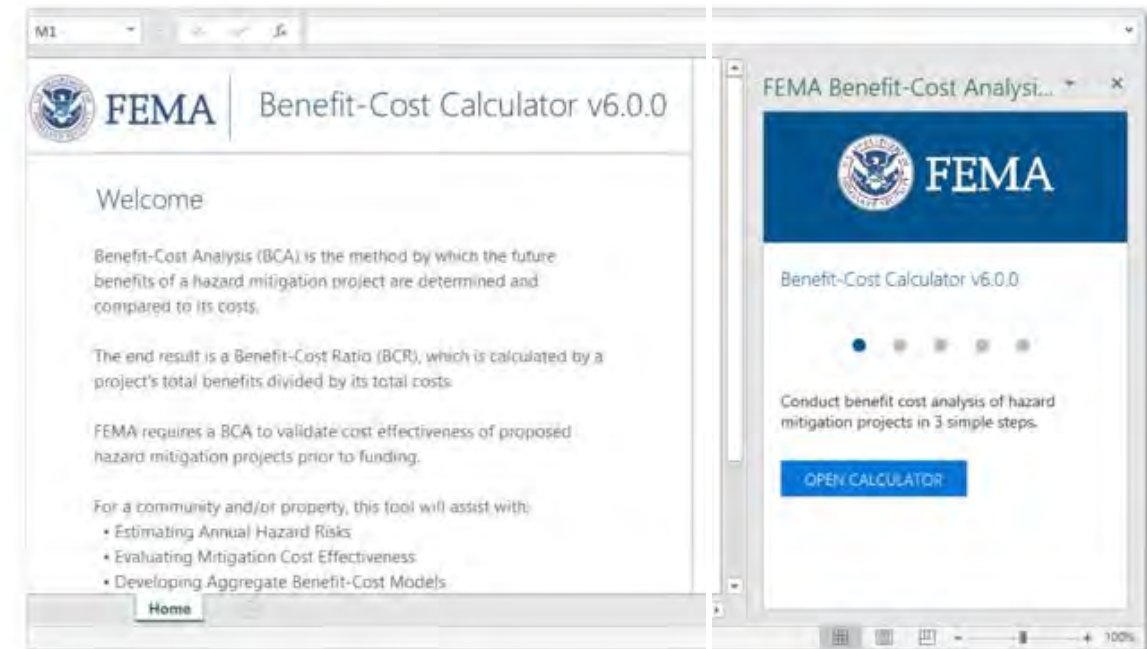 M1
fx
FEMA
Benefit-Cost Calculator v6.0.0
Welcome
Benefit-Cost Analysis (BCA) is the method by which the future
benefits of a hazard mitigation project are determined and
compared to its costs.
The end result is a Benefit-Cost Ratio (BCR), which is calculated by a
project's total benefits divided by its total costs.
FEMA requires a BCA to validate cost effectiveness of proposed
hazard mitigation projects prior to funding.
For a community and/or property, this tool will assist with:
• Estimating Annual Hazard Risks
• Evaluating Mitigation Cost Effectiveness
• Developing Aggregate Benefit-Cost Models
Home
FEMA Benefit-Cost Analysi...
FEMA
Benefit-Cost Calculator v6.0.0
Conduct benefit cost analysis of hazard
mitigation projects in 3 simple steps.
OPEN CALCULATOR
100%